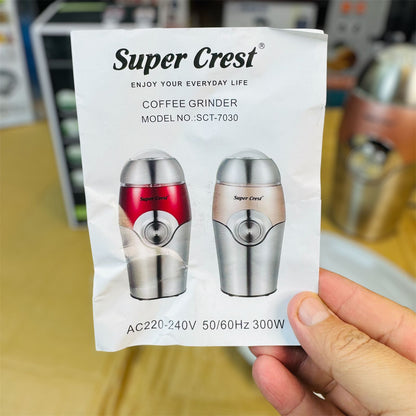 Super Crest®
ENJOY YOUR EVERYDAY LIFE
COFFEE GRINDER
MODEL NO.:SCT-7030
Super Crest
Super Crest
AC220-240V 50/60Hz 300W